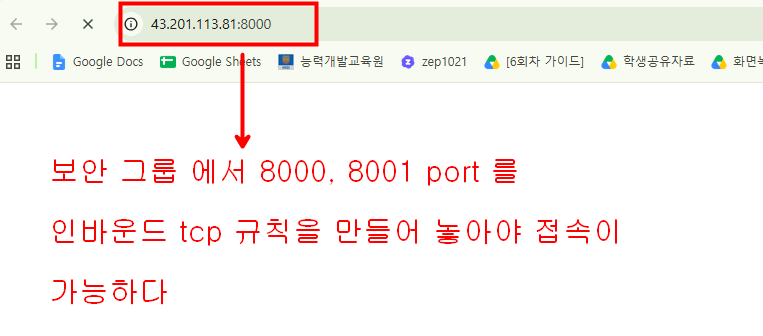 43.201.113.81:8000
Google Docs Google Sheets 능력개발교육원 zep1021 [6회차 가이드] 학생공유자료
보안 그룹 에서 8000, 8001 port 를
인바운드 tcp 규칙을 만들어 놓아야 접속이
가능하다